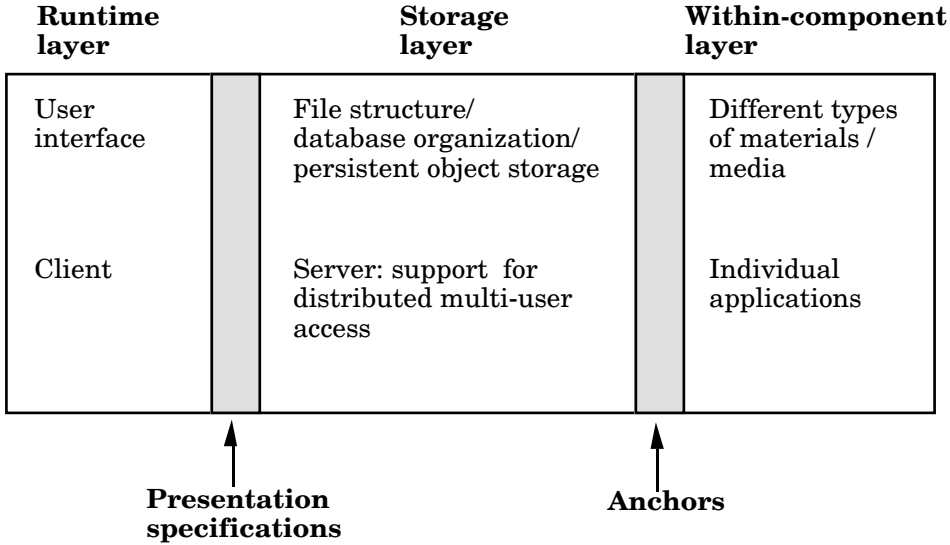 Runtime
layer
Storage
layer
Within-component
layer
User
interface
File structure/
database organization/
persistent object storage
Different types
of materials /
media
Client
Server: support for
distributed multi-user
access
Individual
applications
Presentation
specifications
Anchors